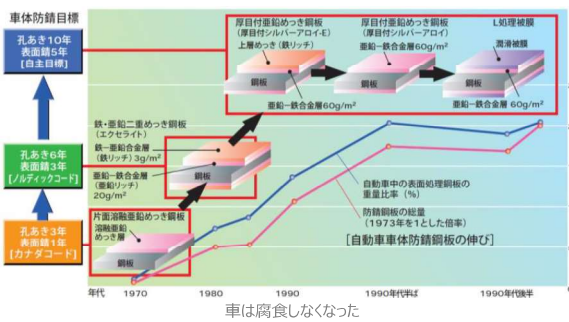 車体防錆目標
孔あき10年
表面錆5年
[自主目標]
孔あき6年
表面錆3年
[ノルディックコード]
孔あき3年
表面錆1年
[カナダコード]
厚目付亜鉛めっき鋼板
(厚目付シルバーアロイ-E)
上層めっき(鉄リッチ)
鋼板
亜鉛ー鉄合金層60g/m²
厚目付亜鉛めっき鋼板
(厚目付シルバーアロイ)
亜鉛ー鉄合金層60g/m²
鋼板
L処理被膜
潤滑被膜
鋼板
亜鉛ー鉄合金層 60g/m²
鉄・亜鉛二重めっき鋼板
(エクセライト)
鉄ー亜鉛合金層
(鉄リッチ) 3g/m²
亜鉛ー鉄合金層
(亜鉛リッチ)
20g/m²
鋼板
片面溶融亜鉛めっき鋼板
溶融亜鉛
めっき層
鋼板
自動車中の表面処理鋼板の
重量比率(%)
防錆鋼板の総量
(1973年を1とした倍率)
[自動車車体防錆鋼板の伸び]
年代
1970
1980
1990
1990年代半ば
1990年代後半
車は腐食しなくなった